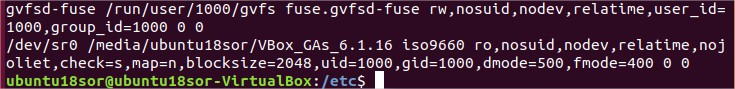 gvfsd-fuse /run/user/1000/gvfs fuse.gvfsd-fuse rw,nosuid,nodev,relatime,user_id=
1000,group_id=1000 0 0
/dev/sr0 /media/ubuntu18sor/VBox_GAs_6.1.16 iso9660 ro,nosuid,nodev,relatime,noj
oliet,check=s,map=n,blocksize=2048,uid=1000,gid=1000,dmode=500,fmode=400 0 0
ubuntu18sor@ubuntu18sor-VirtualBox:/etc$